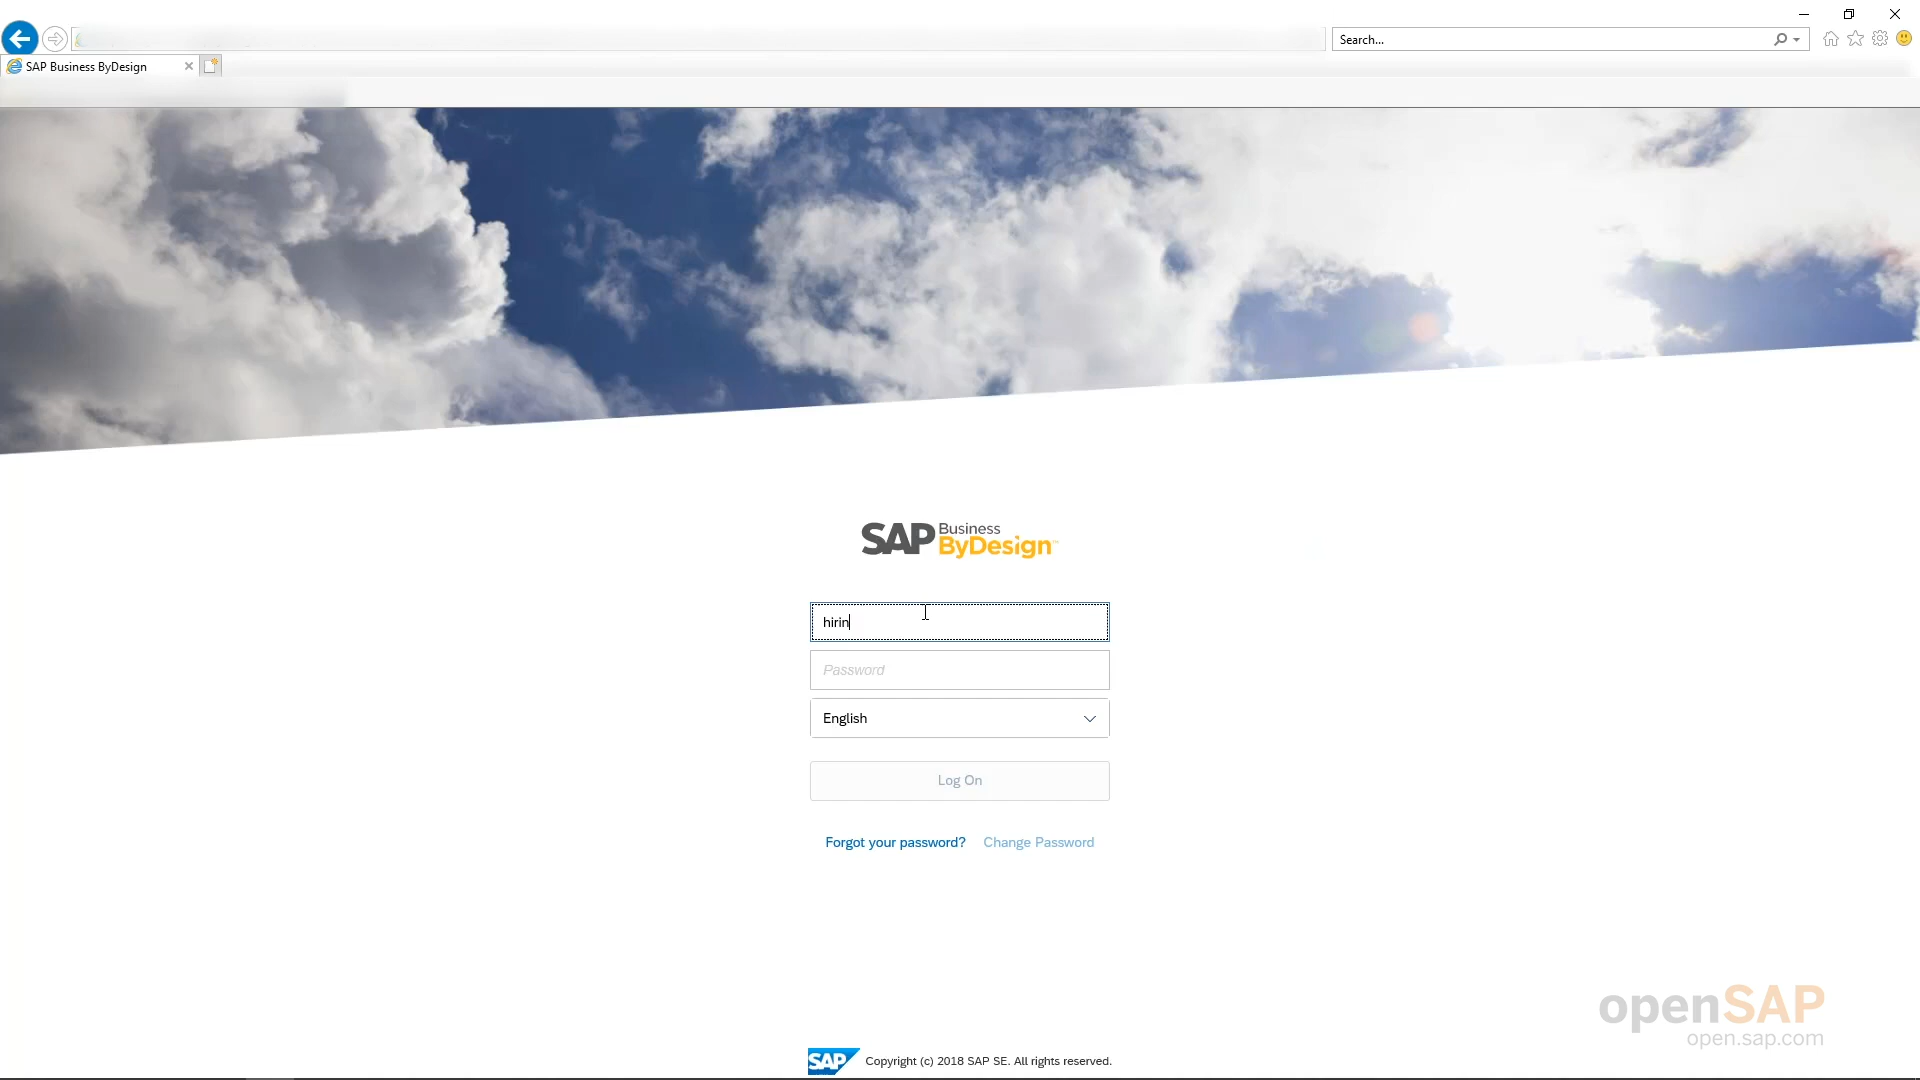 Search...
SAP Business ByDesign
SAP Business
ByDesign™
hirin
Password
English
Log On
Forgot your password? Change Password
openSAP
open.sap.com
SAP Copyright (c) 2018 SAP SE. All rights reserved.